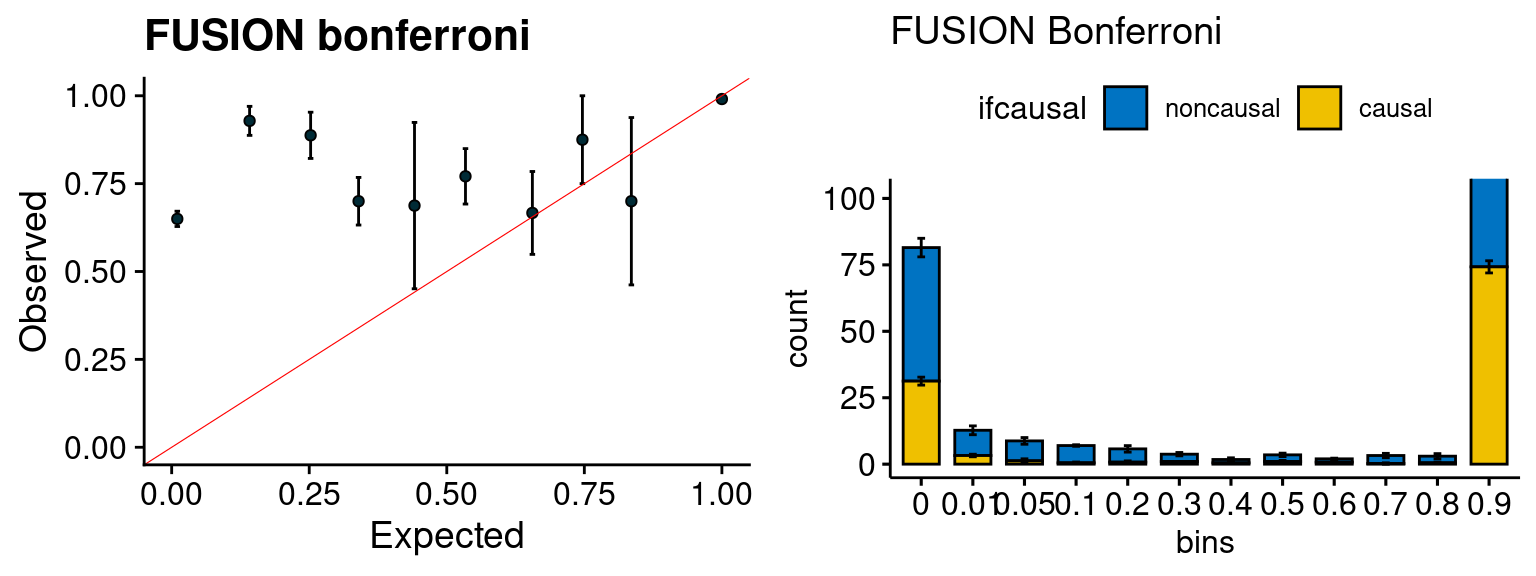 FUSION bonferroni
1.00
0.75
0.50
0.25
0.00
Observed
0.00 0.25 0.50 0.75 1.00
Expected
FUSION Bonferroni
ifcausal noncausal causal
100
75
50
25
0
count
0 0.01 0.05 0.1 0.2 0.3 0.4 0.5 0.6 0.7 0.8 0.9
bins